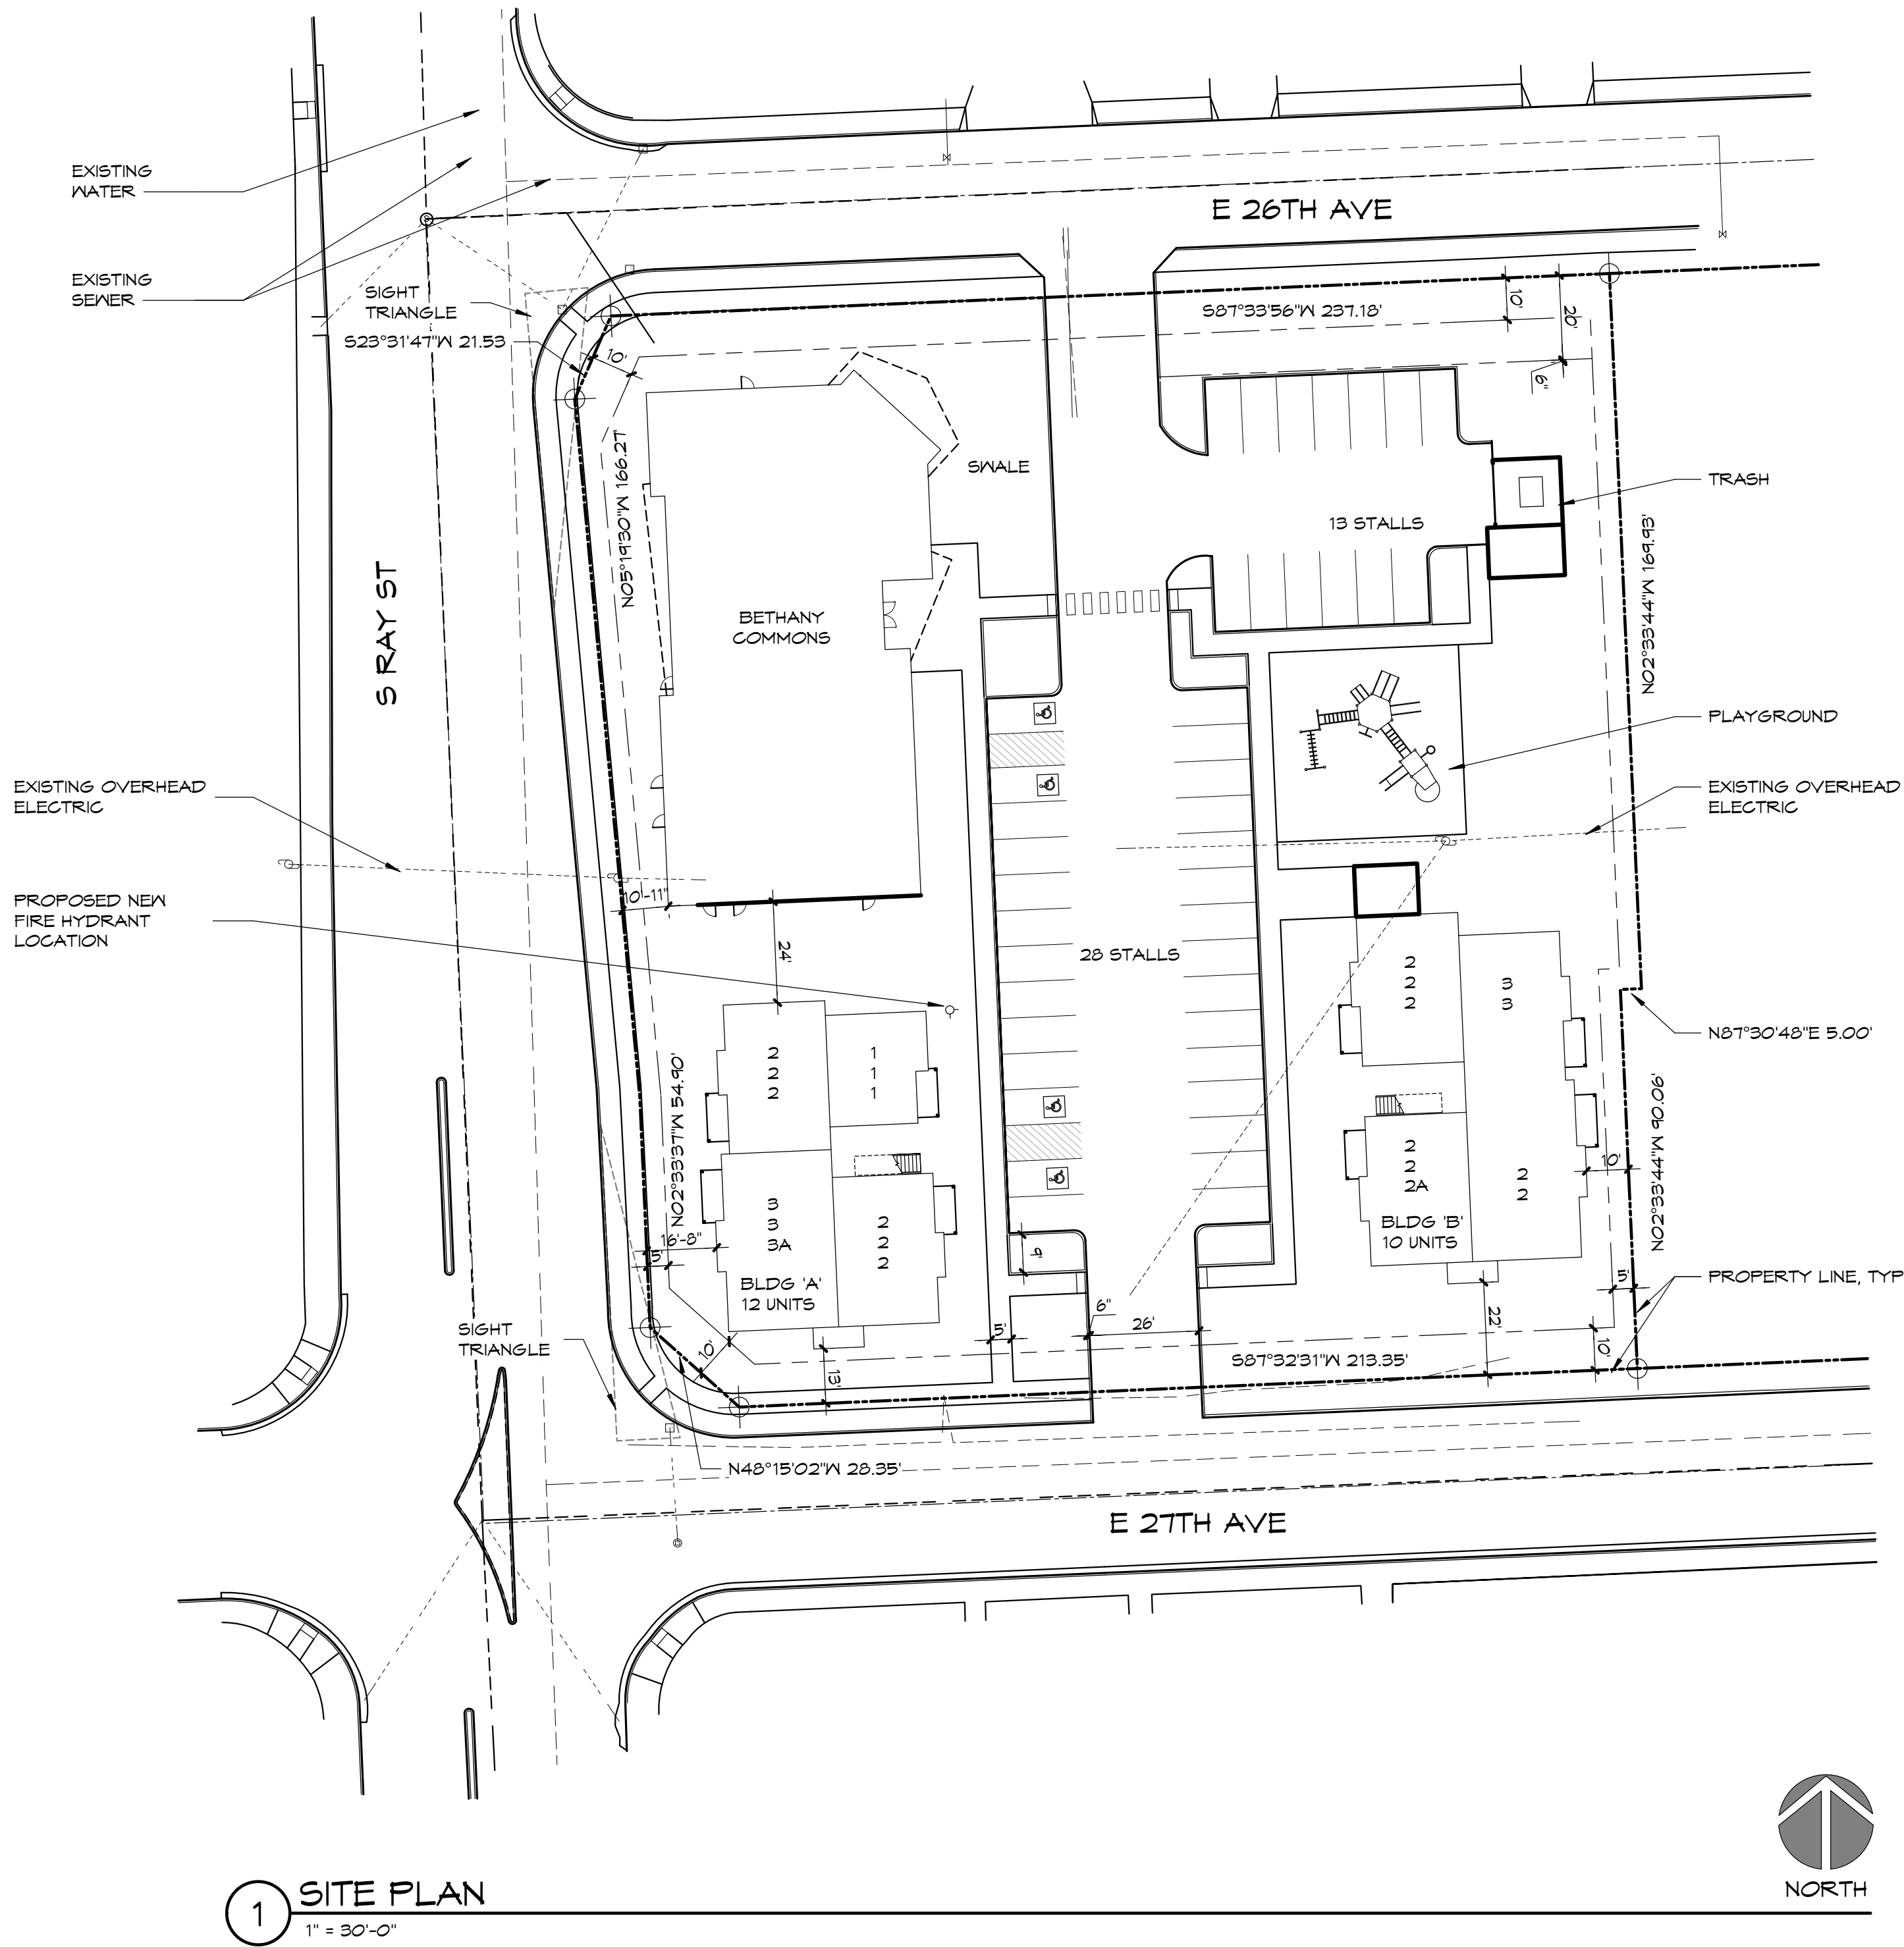 E 26TH AVE
EXISTING
WATER
EXISTING
SEWER
SIGHT
TRIANGLE
S23°31'47"W 21.53
10'
S87°33'56"W 237.18'
10'
20'
6"
N05°19'30"W 166.27'
SWALE
TRASH
13 STALLS
N02°33'44"W 169.93'
S RAY ST
BETHANY
COMMONS
PLAYGROUND
EXISTING OVERHEAD
ELECTRIC
EXISTING OVERHEAD
ELECTRIC
PROPOSED NEW
FIRE HYDRANT
LOCATION
10'-11"
24'
28 STALLS
2
2
2
3
3
N87°30'48"E 5.00'
2
2
2
1
1
1
N02°33'37"W 54.90'
N02°33'44"W 90.06'
10'
2
2
2A
2
2
3
3
3A
2
2
2
BLDG 'B'
10 UNITS
16'-8"
5'
9'
BLDG 'A'
12 UNITS
5'
PROPERTY LINE, TYP
6"
26'
5'
22'
10'
SIGHT
TRIANGLE
10'
13'
S87°32'31"W 213.35'
N48°15'02"W 28.35'
E 27TH AVE
NORTH
1
SITE PLAN
1" = 30'-0"